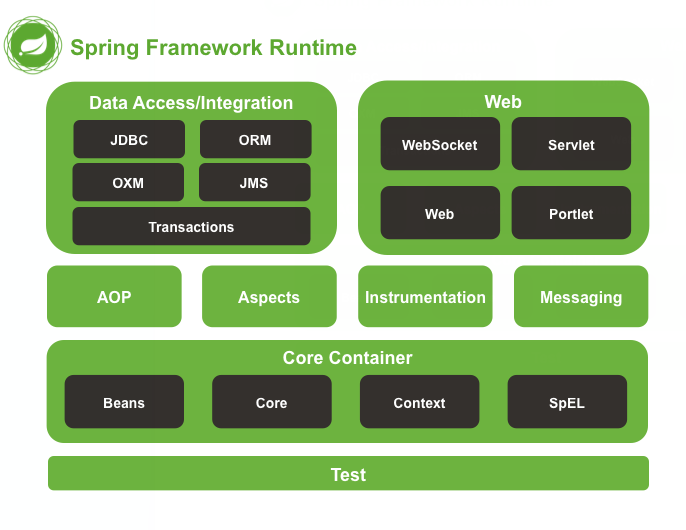 Spring Framework Runtime
Data Access/Integration
JDBC
ORM
OXM
JMS
Transactions
Web
WebSocket
Servlet
Web
Portlet
AOP
Aspects
Instrumentation
Messaging
Core Container
Beans
Core
Context
SpEL
Test